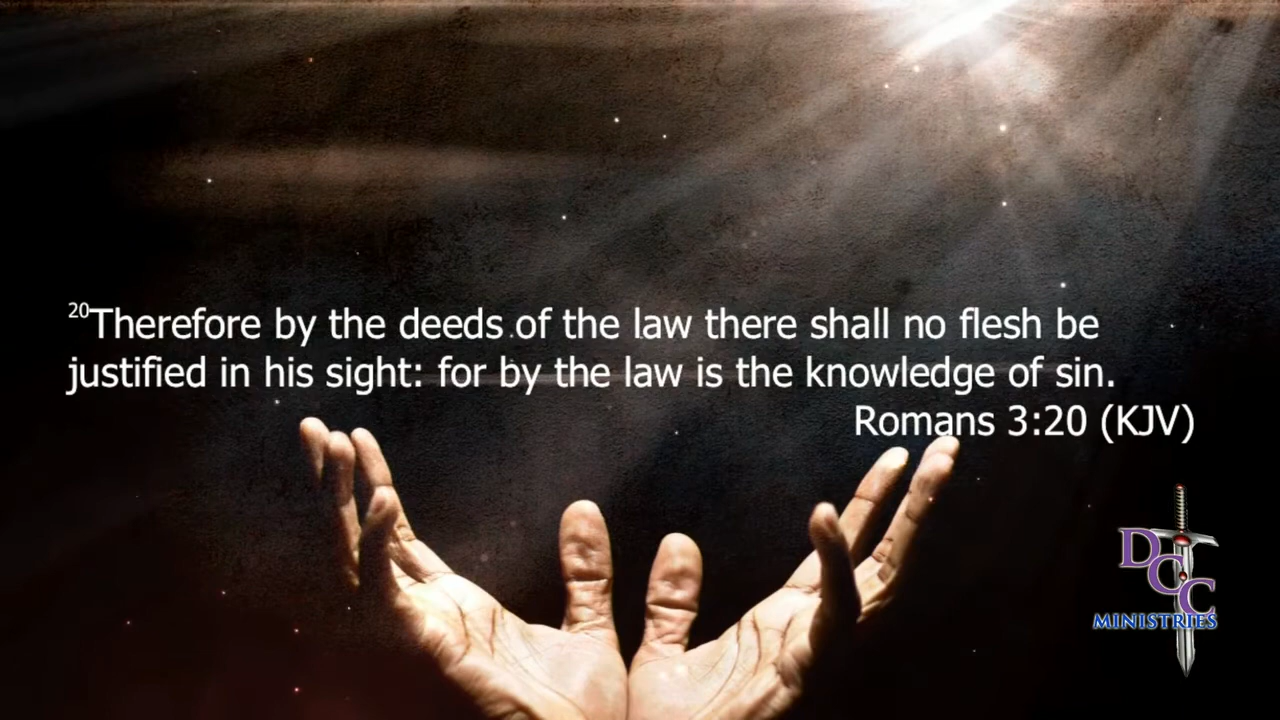 20Therefore by the deeds of the law there shall no flesh be
justified in his sight: for by the law is the knowledge of sin.
Romans 3:20 (KJV)
DCC
MINISTRIES